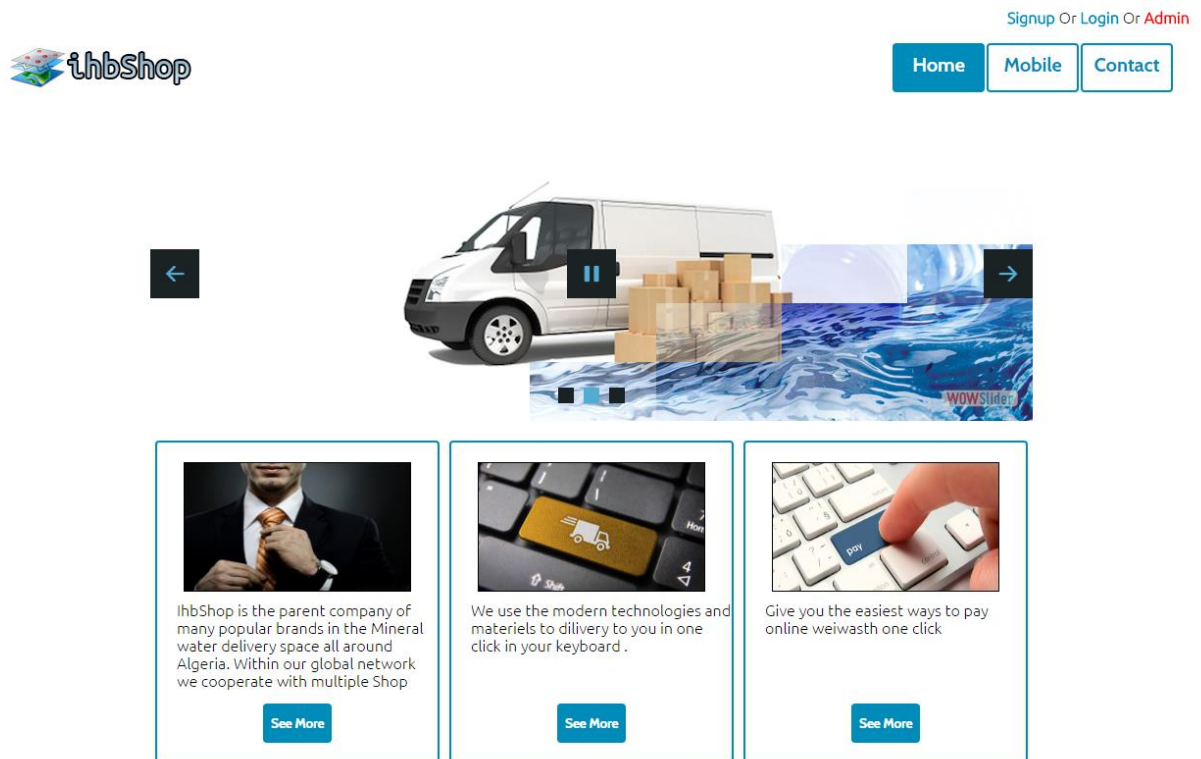 Signup Or Login Or Admin
ihbShop
Home
Mobile
Contact
WOWSlider
Shift
4
Hom
pay
IhbShop is the parent company of
many popular brands in the Mineral
water delivery space all around
Algeria. Within our global network
we cooperate with multiple Shop
See More
We use the modern technologies and
materiels to dilivery to you in one
click in your keyboard .
See More
Give you the easiest ways to pay
online weiwasth one click
See More